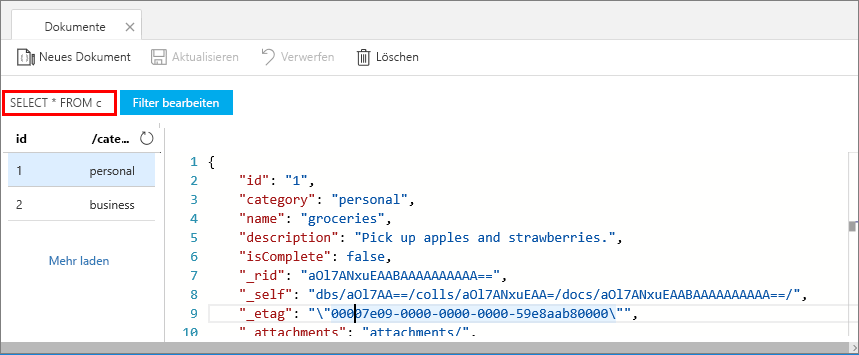 Dokumente
Neues Dokument Aktualisieren Verwerfen Löschen
SELECT * FROM c Filter bearbeiten
id /cate...
1 personal
2 business
Mehr laden
1 {
2 "id": "1",
3 "category": "personal",
4 "name": "groceries",
5 "description": "Pick up apples and strawberries.",
6 "isComplete": false,
7 "_rid": "aOl7ANxuEAABAAAAAAAAAA==",
8 "_self": "dbs/aOl7AA==/colls/aOl7ANxuEAA=/docs/aOl7ANxuEAABAAAAAAAAAA==/",
9 "_etag": "\"00007e09-0000-0000-0000-59e8aab80000\"",
10 "_attachments": "attachments/",